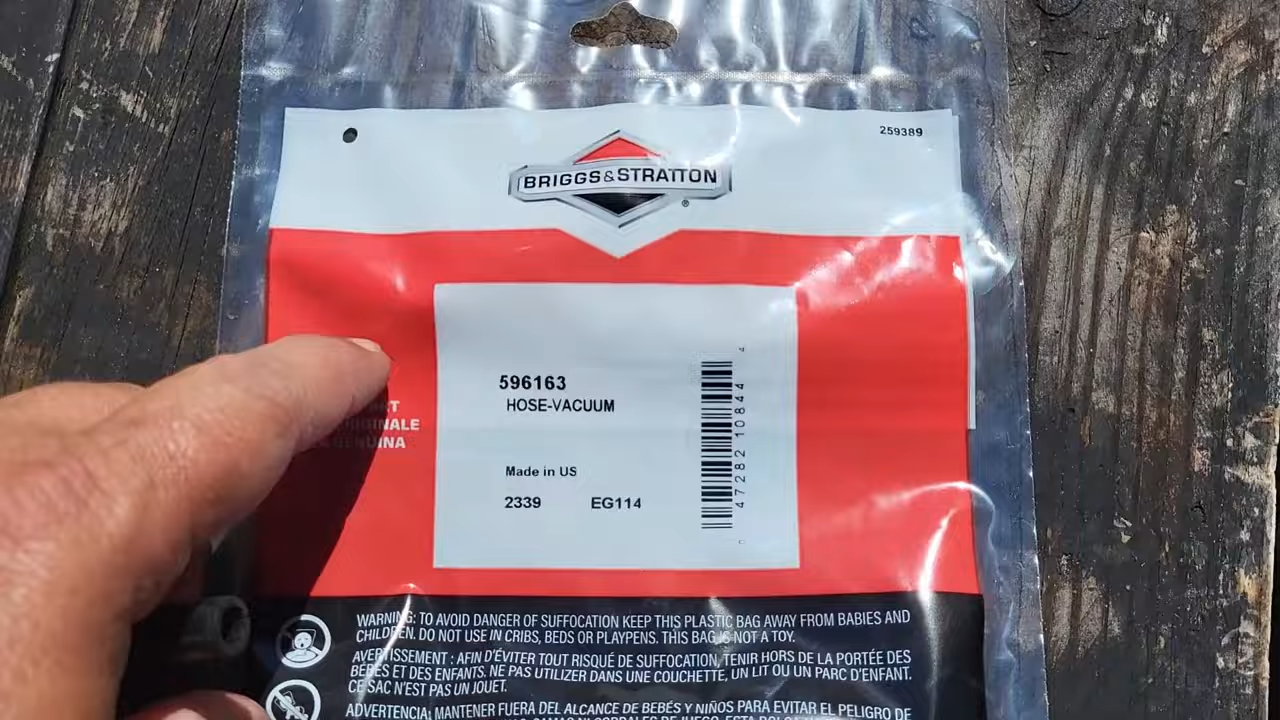 259389
BRIGGS&STRATTON
®
596163
HOSE-VACUUM
Made in US
2339 EG114
0 47282 10844 4
WARNING: TO AVOID DANGER OF SUFFOCATION KEEP THIS PLASTIC BAG AWAY FROM BABIES AND
CHILDREN. DO NOT USE IN CRIBS, BEDS OR PLAYPENS. THIS BAG IS NOT A TOY.
AVERTISSEMENT : AFIN D'ÉVITER TOUT RISQUÉ DE SUFFOCATION, TENIR HORS DE LA PORTÉE DES
BÉBÉS ET DES ENFANTS. NE PAS UTILIZER DANS UNE COUCHETTE, UN LIT OU UN PARC D'ENFANT.
CE SAC N'EST PAS UN JOUET.
ADVERTENCIA: MANTENER FUERA DEL ALCANCE DE BEBÉS Y NIÑOS PARA EVITAR EL PELIGRO DE